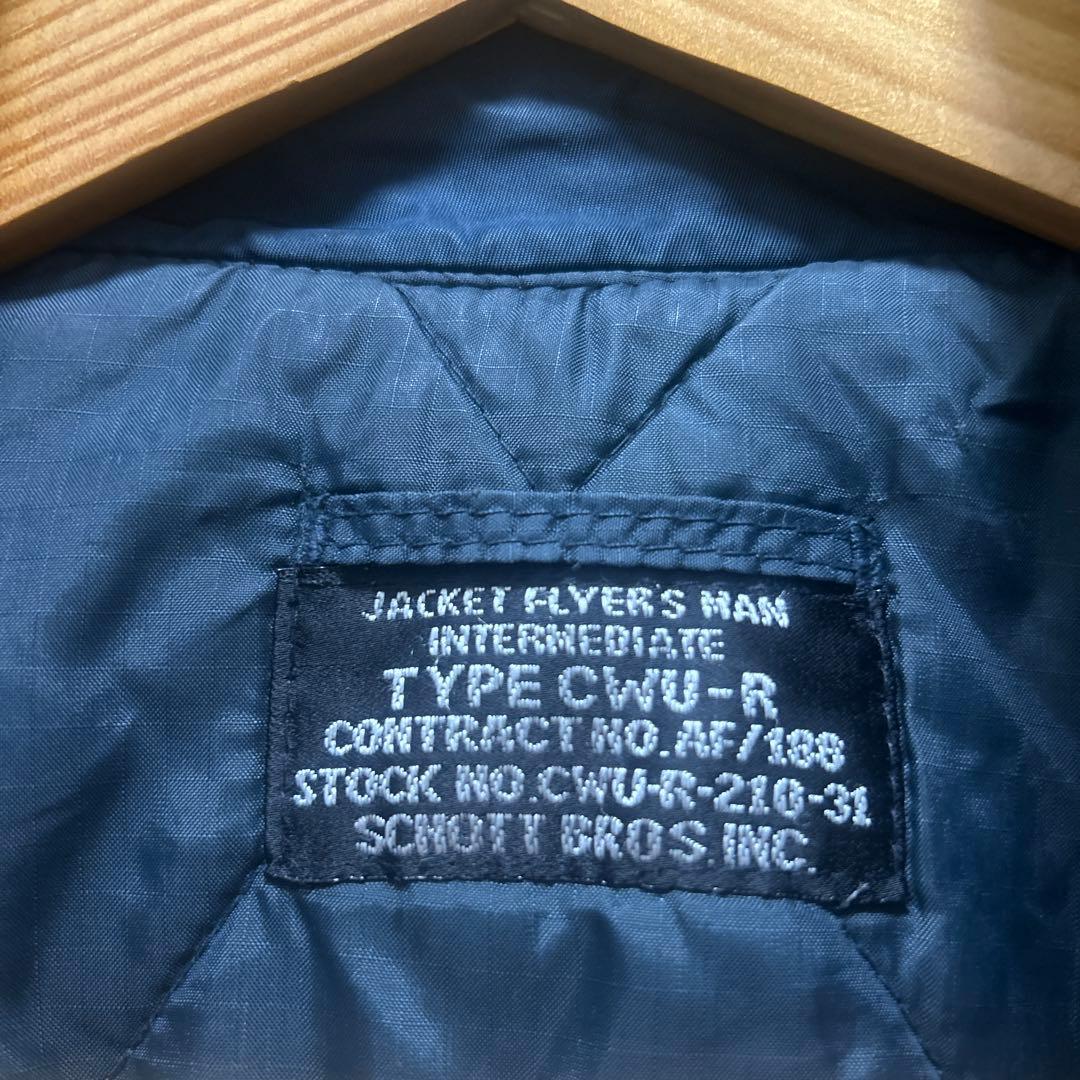 JACKET FLYER'S MAN
INTERMEDIATE
TYPE CWU-R
CONTRACT NO. AF/188
STOCK NO. CWU-R-210-31
SCHOTT BROS. INC.